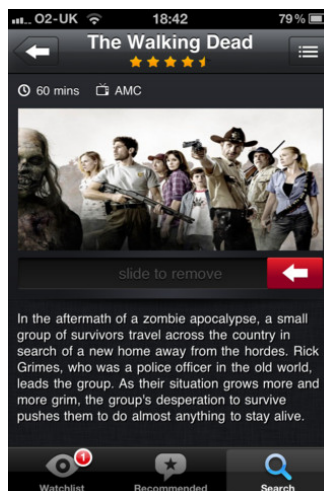 O2-UK 18:42 79%
The Walking Dead
60 mins AMC
slide to remove
In the aftermath of a zombie apocalypse, a small
group of survivors travel across the country in
search of a new home away from the hordes. Rick
Grimes, who was a police officer in the old world,
leads the group. As their situation grows more and
more grim, the group's desperation to survive
pushes them to do almost anything to stay alive.
1
Watchlist Recommended Search